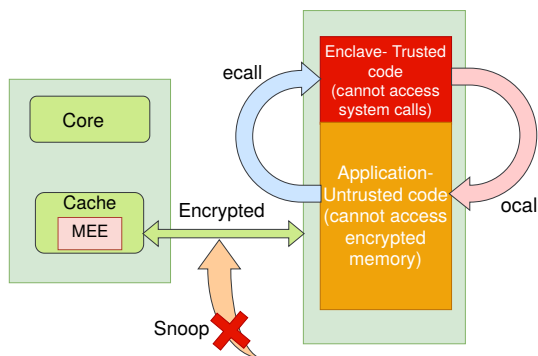 Core
Cache
MEE
Encrypted
Snoop
ecall
Enclave- Trusted
code
(cannot access
system calls)
Application-
Untrusted code
(cannot access
encrypted
memory)
ocal